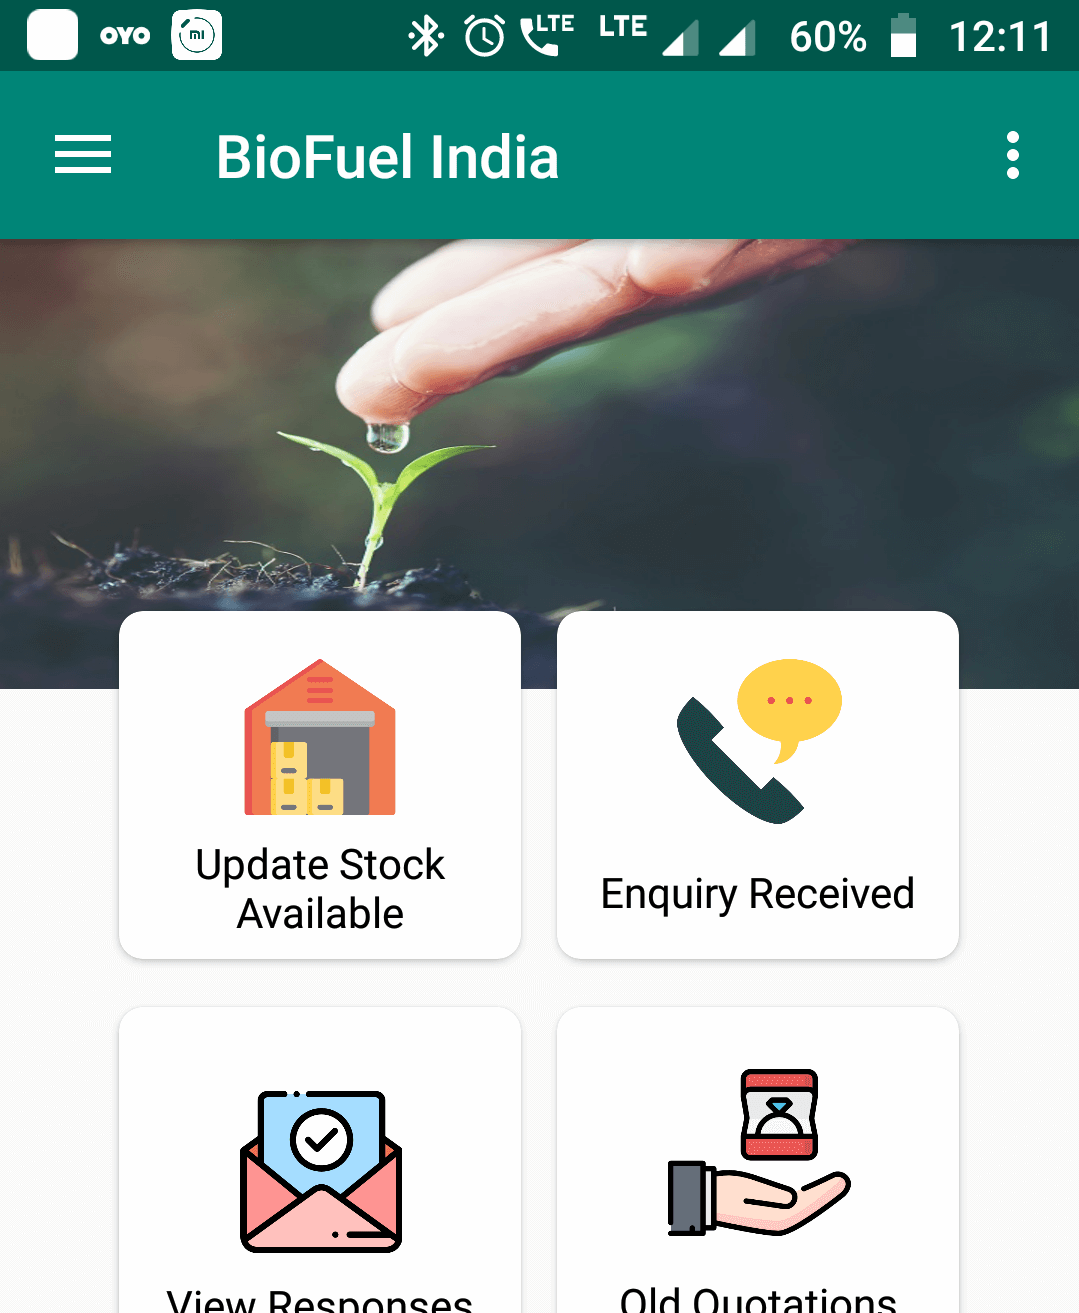 OYO mi LTE LTE 60% 12:11
BioFuel India
Update Stock
Available
Enquiry Received
View Responses
Old Quotations